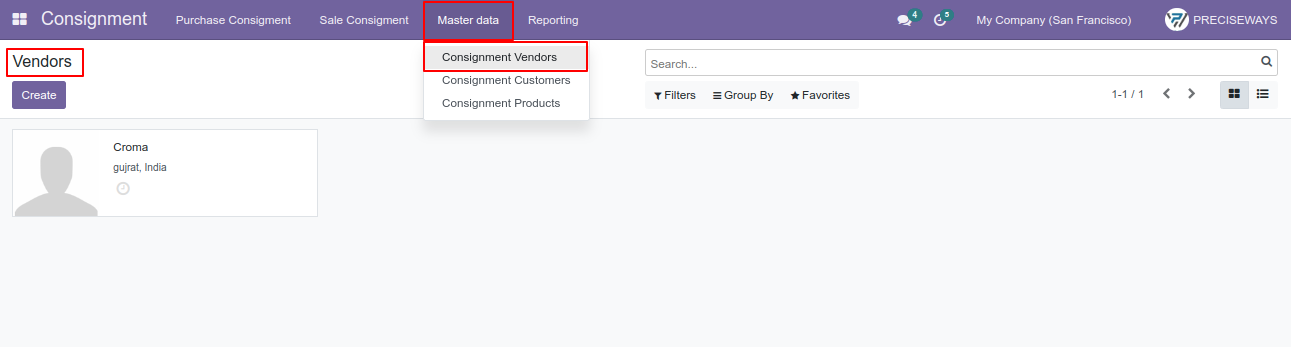 Consignment Purchase Consigment Sale Consigment Master data Reporting 4 5 My Company (San Francisco) PRECISEWAYS
Vendors
Consignment Vendors
Search...
Consignment Customers
Create
Consignment Products
Filters Group By Favorites 1-1 / 1
Croma
gujrat, India